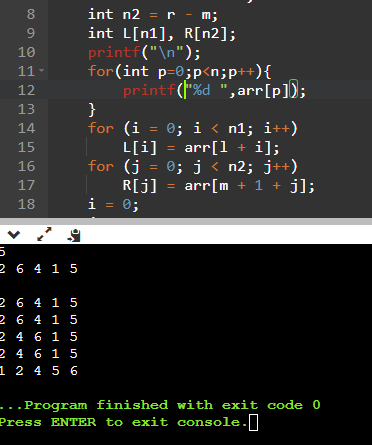 8 int n2 = r - m;
9 int L[n1], R[n2];
10 printf("\n");
11 for(int p=0;p<n;p++){
12 printf("%d ",arr[p]);
13 }
14 for (i = 0; i < n1; i++)
15 L[i] = arr[l + i];
16 for (j = 0; j < n2; j++)
17 R[j] = arr[m + 1 + j];
18 i = 0;
5
2 6 4 1 5
2 6 4 1 5
2 6 4 1 5
2 4 6 1 5
2 4 6 1 5
1 2 4 5 6
...Program finished with exit code 0
Press ENTER to exit console.